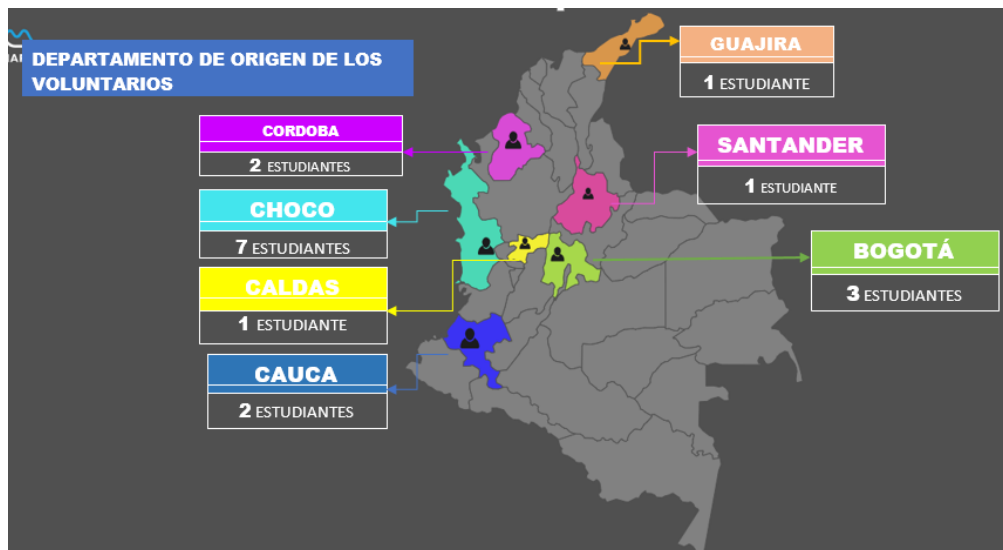 DEPARTAMENTO DE ORIGEN DE LOS
VOLUNTARIOS
GUAJIRA
1 ESTUDIANTE
CORDOBA
2 ESTUDIANTES
SANTANDER
1 ESTUDIANTE
CHOCO
7 ESTUDIANTES
BOGOTÁ
3 ESTUDIANTES
CALDAS
1 ESTUDIANTE
CAUCA
2 ESTUDIANTES